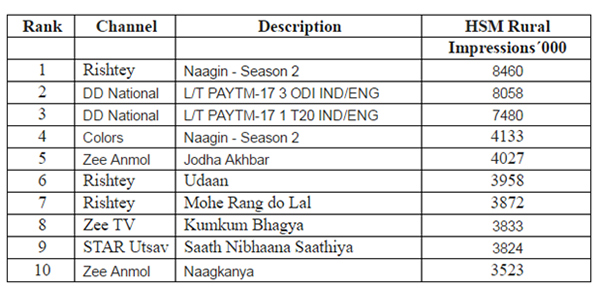 Rank Channel Description HSM Rural
Impressions´000
1 Rishtey Naagin - Season 2 8460
2 DD National L/T PAYTM-17 3 ODI IND/ENG 8058
3 DD National L/T PAYTM-17 1 T20 IND/ENG 7480
4 Colors Naagin - Season 2 4133
5 Zee Anmol Jodha Akhbar 4027
6 Rishtey Udaan 3958
7 Rishtey Mohe Rang do Lal 3872
8 Zee TV Kumkum Bhagya 3833
9 STAR Utsav Saath Nibhaana Saathiya 3824
10 Zee Anmol Naagkanya 3523